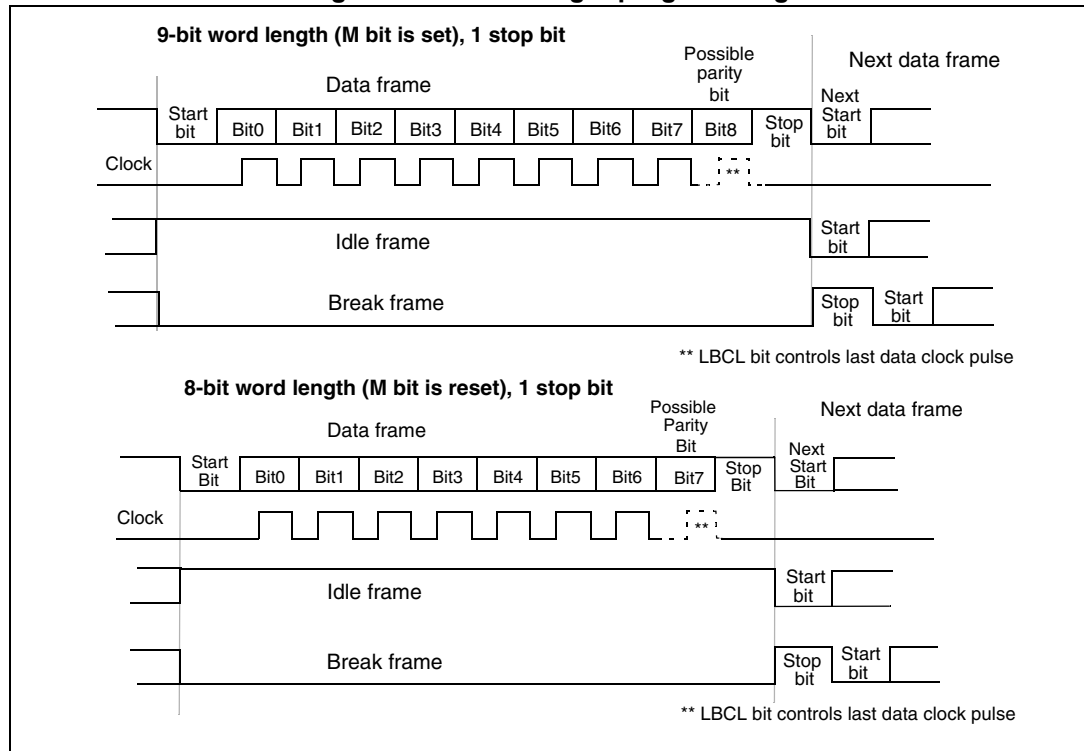 9-bit word length (M bit is set), 1 stop bit
Possible
parity
bit
Next data frame
Data frame
Start
bit
Bit0
Bit1
Bit2
Bit3
Bit4
Bit5
Bit6
Bit7
Bit8
Stop
bit
Next
Start
bit
Clock
**
Idle frame
Start
bit
Break frame
Stop
bit
Start
bit
** LBCL bit controls last data clock pulse
8-bit word length (M bit is reset), 1 stop bit
Possible
Parity
Bit
Next data frame
Data frame
Start
Bit
Bit0
Bit1
Bit2
Bit3
Bit4
Bit5
Bit6
Bit7
Stop
Bit
Next
Start
Bit
Clock
**
Idle frame
Start
bit
Break frame
Stop
bit
Start
bit
** LBCL bit controls last data clock pulse